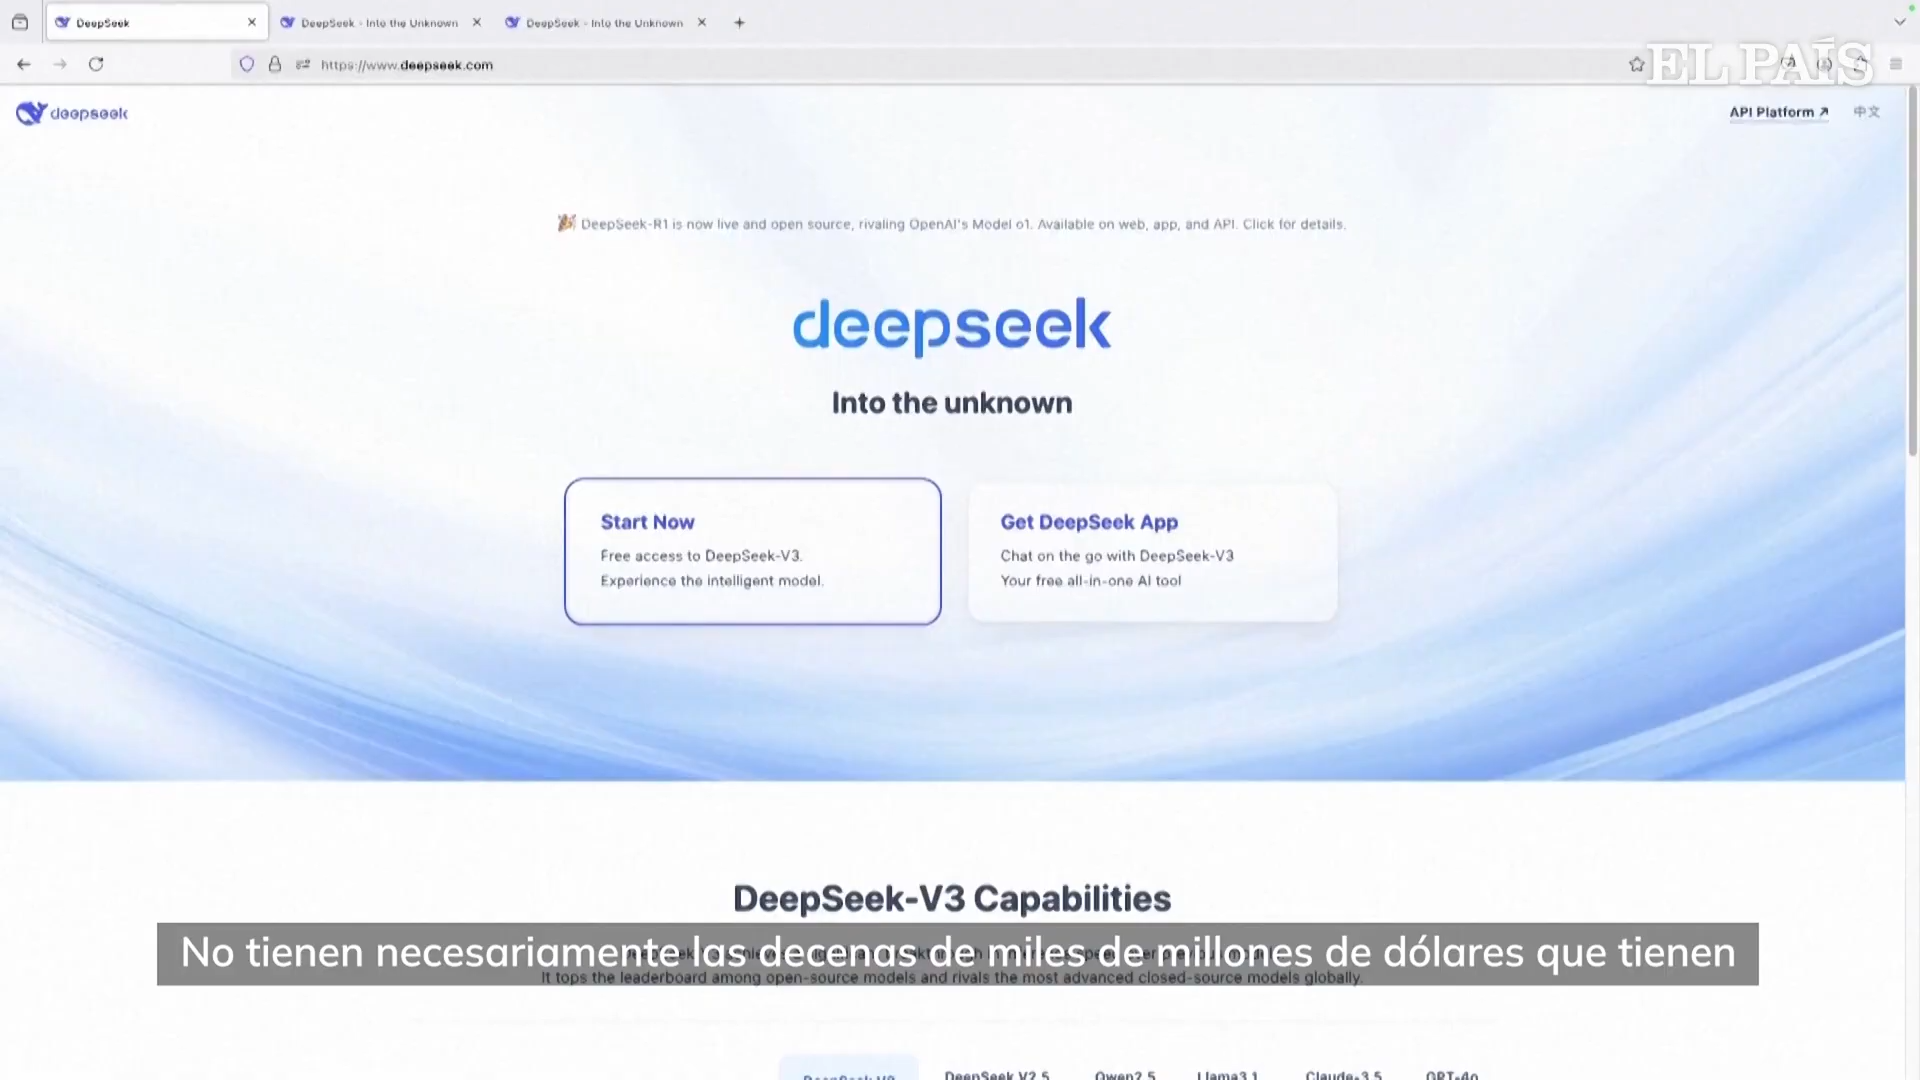 DeepSeek
DeepSeek - Into the Unknown
DeepSeek - Into the Unknown
https://www.deepseek.com
EL PAÍS
deepseek
API Platform
中文
DeepSeek-R1 is now live and open source, rivaling OpenAI's Model o1. Available on web, app, and API. Click for details.
deepseek
Into the unknown
Start Now
Free access to DeepSeek-V3.
Experience the intelligent model.
Get DeepSeek App
Chat on the go with DeepSeek-V3
Your free all-in-one AI tool
DeepSeek-V3 Capabilities
No tienen necesariamente las decenas de miles de millones de dólares que tienen
It tops the leaderboard among open-source models and rivals the most advanced closed-source models globally.
DeepSeek V3 DeepSeek V2.5 Qwen2.5 Llama3.1 Claude-3.5 GPT-4o